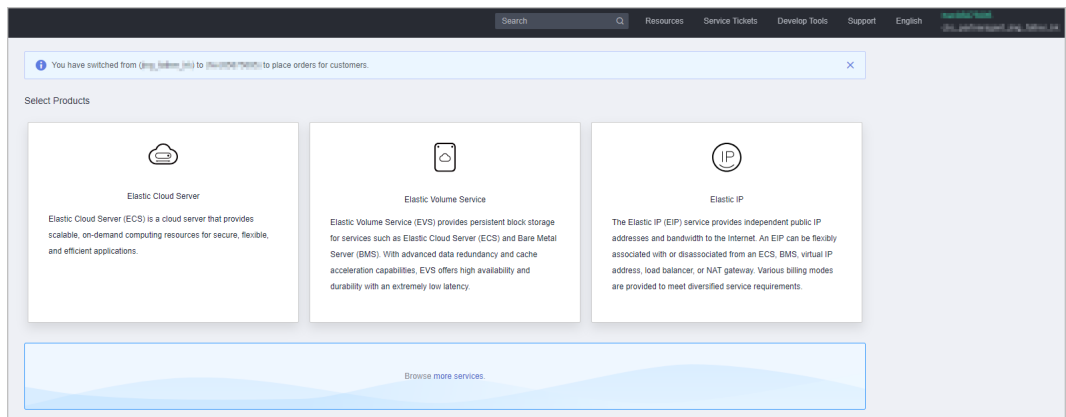 Search
Resources
Service Tickets
Develop Tools
Support
English
You have switched from to to place orders for customers.
Select Products
Elastic Cloud Server
Elastic Cloud Server (ECS) is a cloud server that provides
scalable, on-demand computing resources for secure, flexible,
and efficient applications.
Elastic Volume Service
Elastic Volume Service (EVS) provides persistent block storage
for services such as Elastic Cloud Server (ECS) and Bare Metal
Server (BMS). With advanced data redundancy and cache
acceleration capabilities, EVS offers high availability and
durability with an extremely low latency.
IP
Elastic IP
The Elastic IP (EIP) service provides independent public IP
addresses and bandwidth to the Internet. An EIP can be flexibly
associated with or disassociated from an ECS, BMS, virtual IP
address, load balancer, or NAT gateway. Various billing modes
are provided to meet diversified service requirements.
Browse more services.